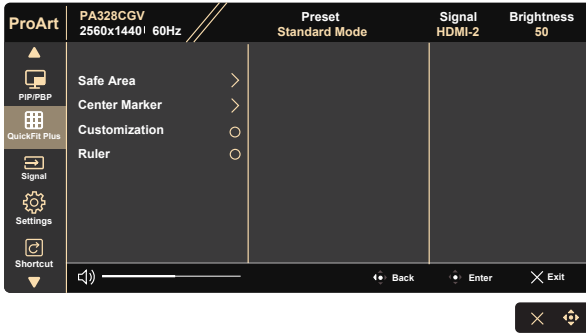 ProArt
PA328CGV
2560x1440 60Hz
Preset
Standard Mode
Signal
HDMI-2
Brightness
50
PIP/PBP
QuickFit Plus
Signal
Settings
Shortcut
Safe Area
Center Marker
Customization
Ruler
Back
Enter
Exit